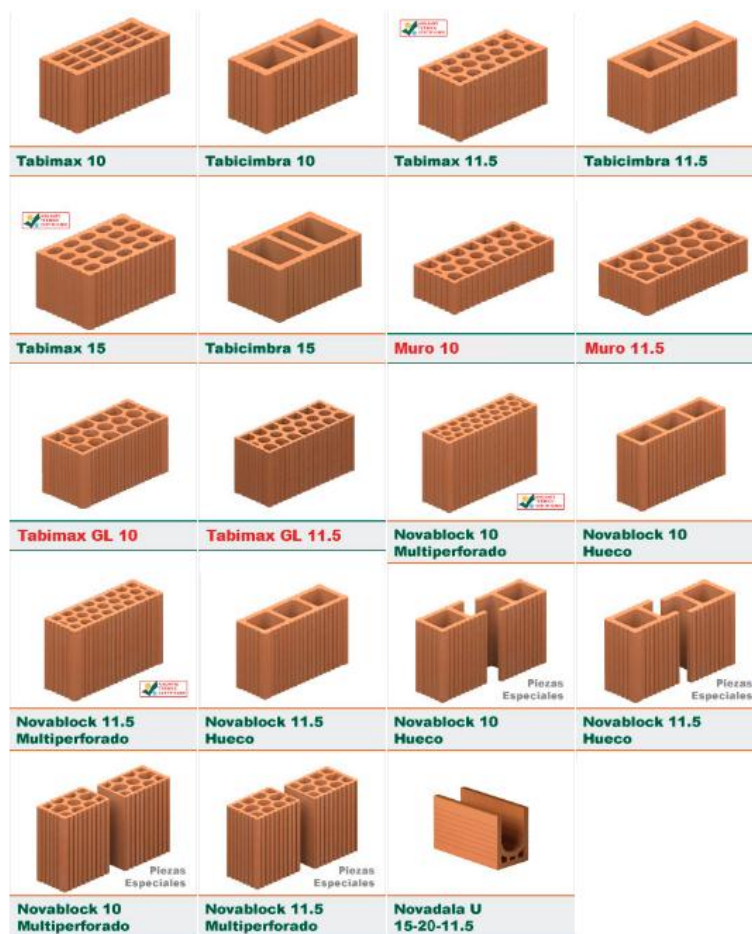 Tabimax 10
Tabicimbra 10
Tabimax 11.5
Tabicimbra 11.5
Tabimax 15
Tabicimbra 15
Muro 10
Muro 11.5
Tabimax GL 10
Tabimax GL 11.5
Novablock 10
Multiperforado
Novablock 10
Hueco
Novablock 11.5
Multiperforado
Novablock 11.5
Hueco
Piezas
Especiales
Novablock 10
Hueco
Piezas
Especiales
Novablock 11.5
Hueco
Piezas
Especiales
Novablock 10
Multiperforado
Piezas
Especiales
Novablock 11.5
Multiperforado
Novadala U
15-20-11.5